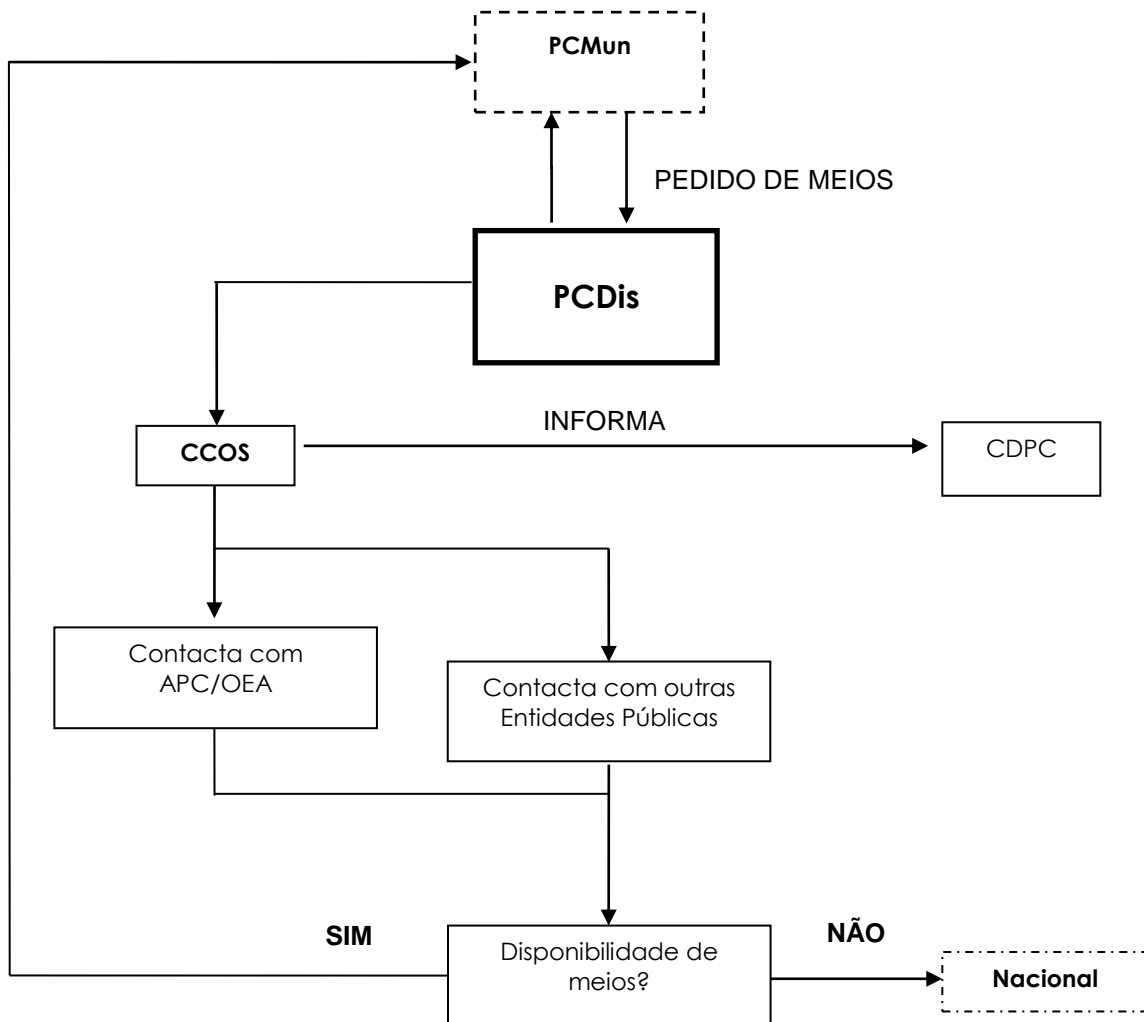 PCMun
PEDIDO DE MEIOS
PCDis
INFORMA
CCOS
CDPC
Contacta com
APC/OEA
Contacta com outras
Entidades Públicas
SIM
NÃO
Disponibilidade de
meios?
Nacional